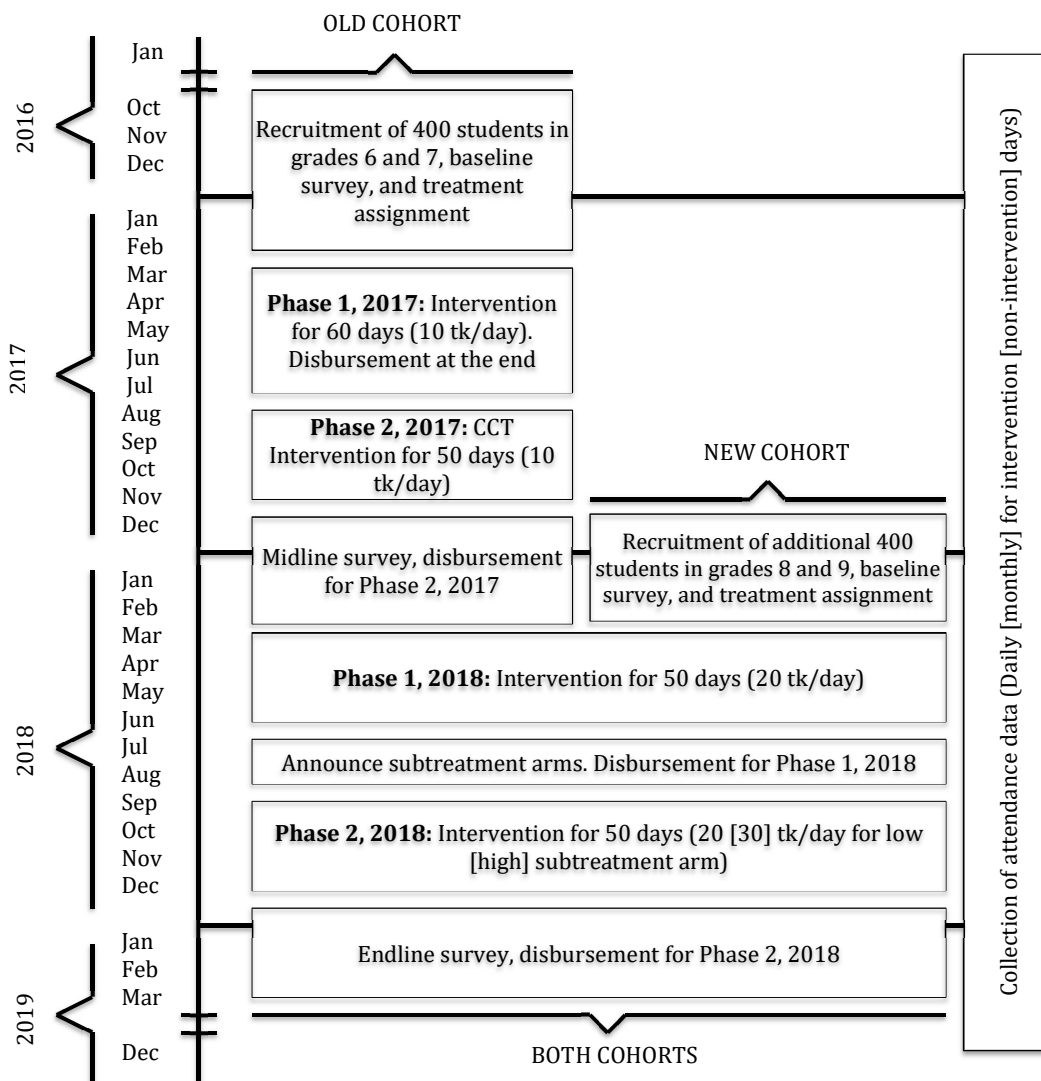 OLD COHORT
2016
Jan
Oct
Nov
Dec
Recruitment of 400 students in
grades 6 and 7, baseline
survey, and treatment
assignment
2017
Jan
Feb
Mar
Apr
May
Jun
Jul
Aug
Sep
Oct
Nov
Dec
Phase 1, 2017: Intervention
for 60 days (10 tk/day).
Disbursement at the end
Phase 2, 2017: CCT
Intervention for 50 days (10
tk/day)
NEW COHORT
Midline survey, disbursement
for Phase 2, 2017
Recruitment of additional 400
students in grades 8 and 9, baseline
survey, and treatment assignment
2018
Jan
Feb
Mar
Apr
May
Jun
Jul
Aug
Sep
Oct
Nov
Dec
Phase 1, 2018: Intervention for 50 days (20 tk/day)
Announce subtreatment arms. Disbursement for Phase 1, 2018
Phase 2, 2018: Intervention for 50 days (20 [30] tk/day for low
[high] subtreatment arm)
2019
Jan
Feb
Mar
Dec
Endline survey, disbursement for Phase 2, 2018
BOTH COHORTS
Collection of attendance data (Daily [monthly] for intervention [non-intervention] days)